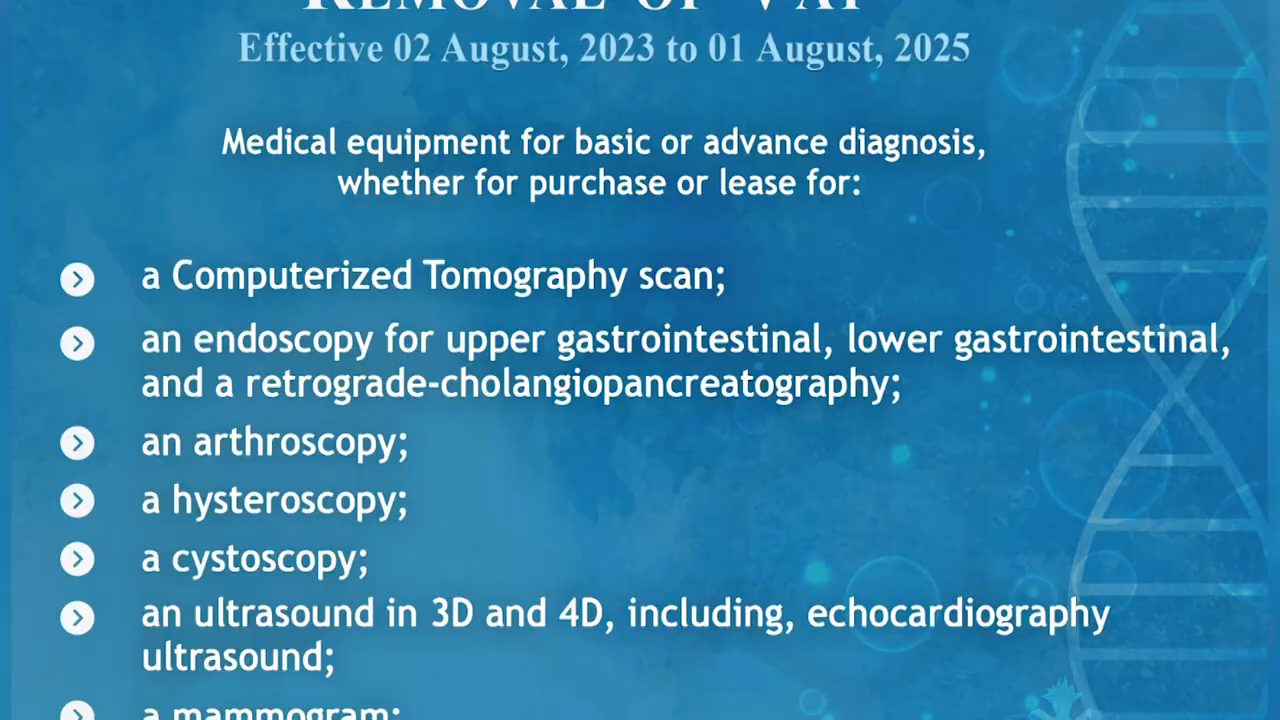 REMOVAL OF VAT
Effective 02 August, 2023 to 01 August, 2025
Medical equipment for basic or advance diagnosis,
whether for purchase or lease for:
a Computerized Tomography scan;
an endoscopy for upper gastrointestinal, lower gastrointestinal,
and a retrograde-cholangiopancreatography;
an arthroscopy;
a hysteroscopy;
a cystoscopy;
an ultrasound in 3D and 4D, including, echocardiography
ultrasound;
a mammogram;